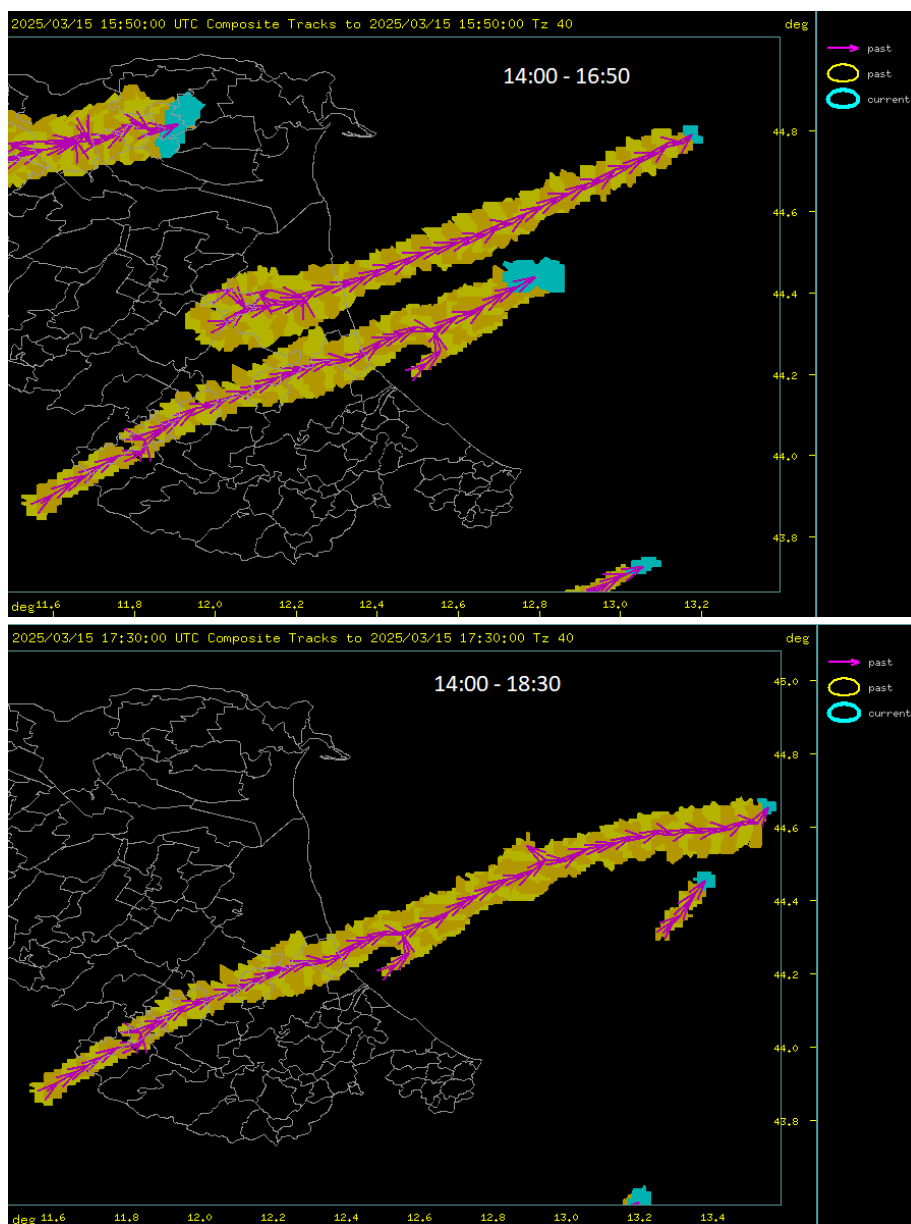 2025/03/15 15:50:00 UTC Composite Tracks to 2025/03/15 15:50:00 Tz 40 deg
past
past
current
14:00 - 16:50
44.8
44.6
44.4
44.2
44.0
43.8
deg 11.6 11.8 12.0 12.2 12.4 12.6 12.8 13.0 13.2
2025/03/15 17:30:00 UTC Composite Tracks to 2025/03/15 17:30:00 Tz 40 deg
past
past
current
14:00 - 18:30
45.0
44.8
44.6
44.4
44.2
44.0
43.8
deg 11.6 11.8 12.0 12.2 12.4 12.6 12.8 13.0 13.2 13.4